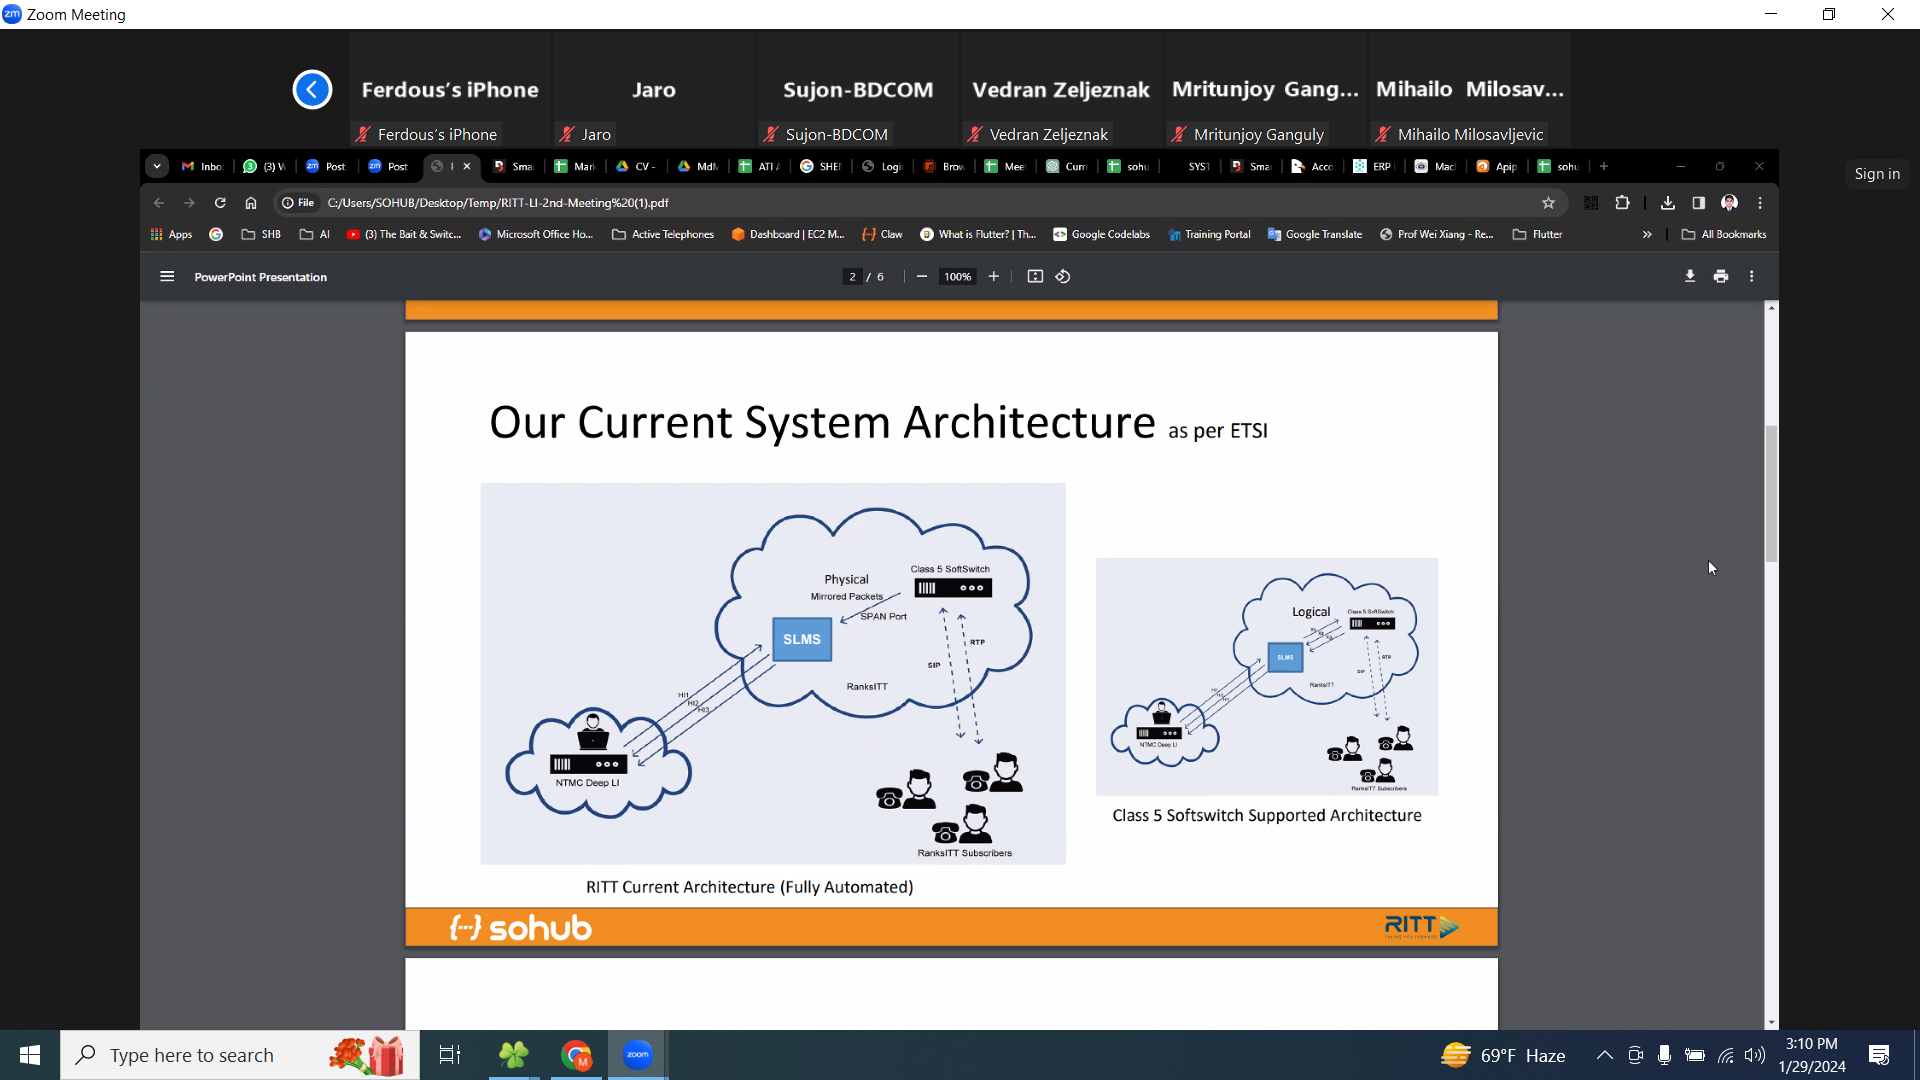 Zoom Meeting
Ferdous's iPhone
Jaro
Sujon-BDCOM
Vedran Zeljeznak
Mritunjoy Gang...
Mihailo Milosav...
Ferdous's iPhone
Jaro
Sujon-BDCOM
Vedran Zeljeznak
Mritunjoy Ganguly
Mihailo Milosavljevic
Sign in
Inbo
(3) W
Post
Post
Sma
Mar
CV -
MdM
ATI
SHE
Logi
Brow
Mee
Curr
sohu
SYST
Sma
Acco
ERP
Mac
Apip
sohu
File
C:/Users/SOHUB/Desktop/Temp/RITT-LI-2nd-Meeting%20(1).pdf
Apps
SHB
AI
(3) The Bait & Switc...
Microsoft Office Ho...
Active Telephones
Dashboard | EC2 M...
Claw
What is Flutter? | Th...
Google Codelabs
Training Portal
Google Translate
Prof Wei Xiang - Re...
Flutter
»
All Bookmarks
PowerPoint Presentation
2 / 6
100%
Our Current System Architecture as per ETSI
Physical
Class 5 SoftSwitch
Mirrored Packets
SPAN Port
SLMS
RTP
SIP
RanksITT
HI1
HI2
HI3
NTMC Deep LI
RanksITT Subscribers
RITT Current Architecture (Fully Automated)
Logical
Class 5 SoftSwitch
SLMS
RTP
SIP
RanksITT
NTMC Deep LI
RanksITT Subscribers
Class 5 Softswitch Supported Architecture
{···} sohub
RITT
TAKING YOU FORWARD
Type here to search
zoom
69°F Haze
3:10 PM
1/29/2024